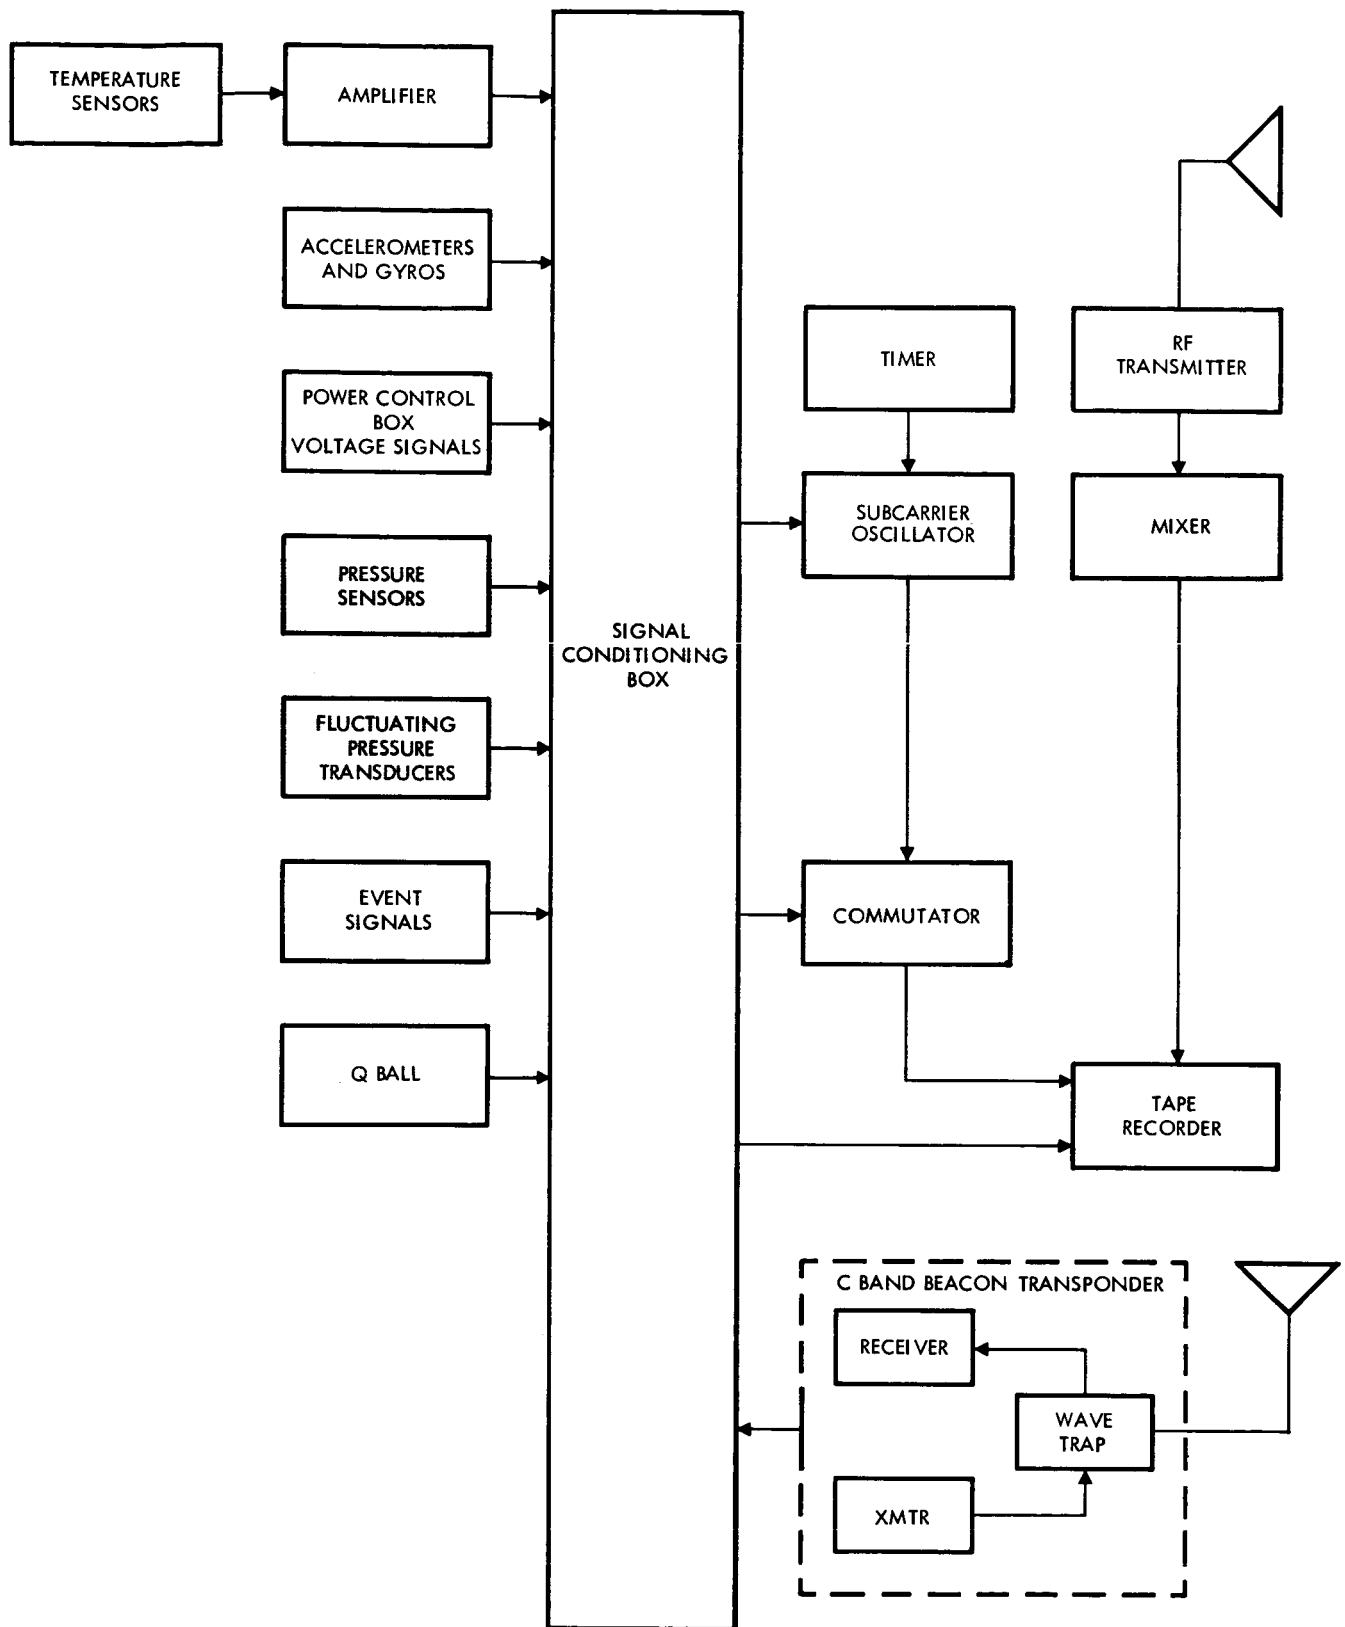 TEMPERATURE
SENSORS
AMPLIFIER
ACCELEROMETERS
AND GYROS
POWER CONTROL
BOX
VOLTAGE SIGNALS
PRESSURE
SENSORS
FLUCTUATING
PRESSURE
TRANSDUCERS
EVENT
SIGNALS
Q BALL
SIGNAL
CONDITIONING
BOX
TIMER
RF
TRANSMITTER
SUBCARRIER
OSCILLATOR
MIXER
COMMUTATOR
TAPE
RECORDER
C BAND BEACON TRANSPONDER
RECEIVER
WAVE
TRAP
XMTR